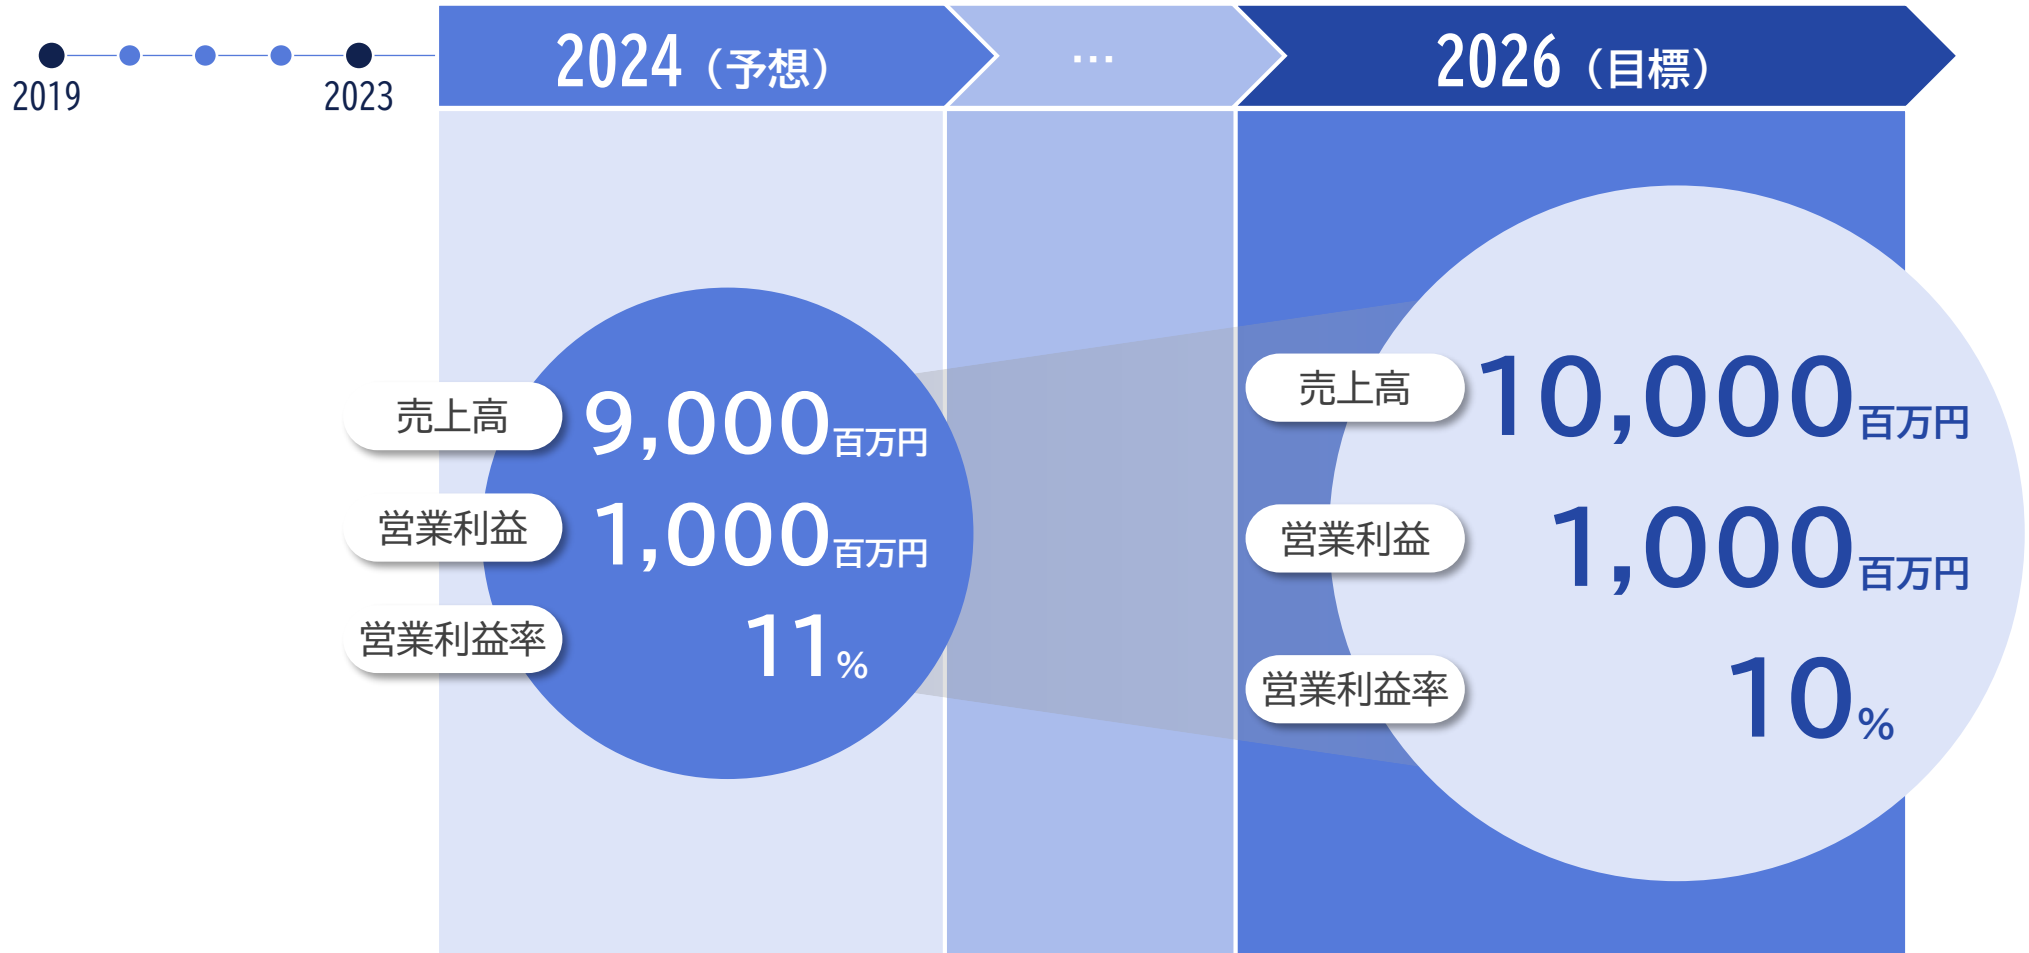 2019
2023
2024（予想）
…
2026（目標）
売上高 9,000百万円
営業利益 1,000百万円
営業利益率 11%
売上高 10,000百万円
営業利益 1,000百万円
営業利益率 10%